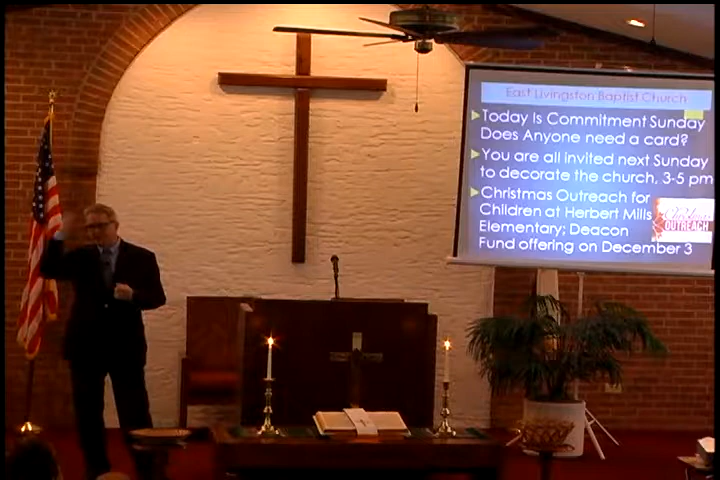 East Livingston Baptist Church
Today Is Commitment Sunday
Does Anyone need a card?
You are all invited next Sunday
to decorate the church, 3-5 pm
Christmas Outreach for
Children at Herbert Mills
Elementary; Deacon
Fund offering on December 3
Christmas
OUTREACH